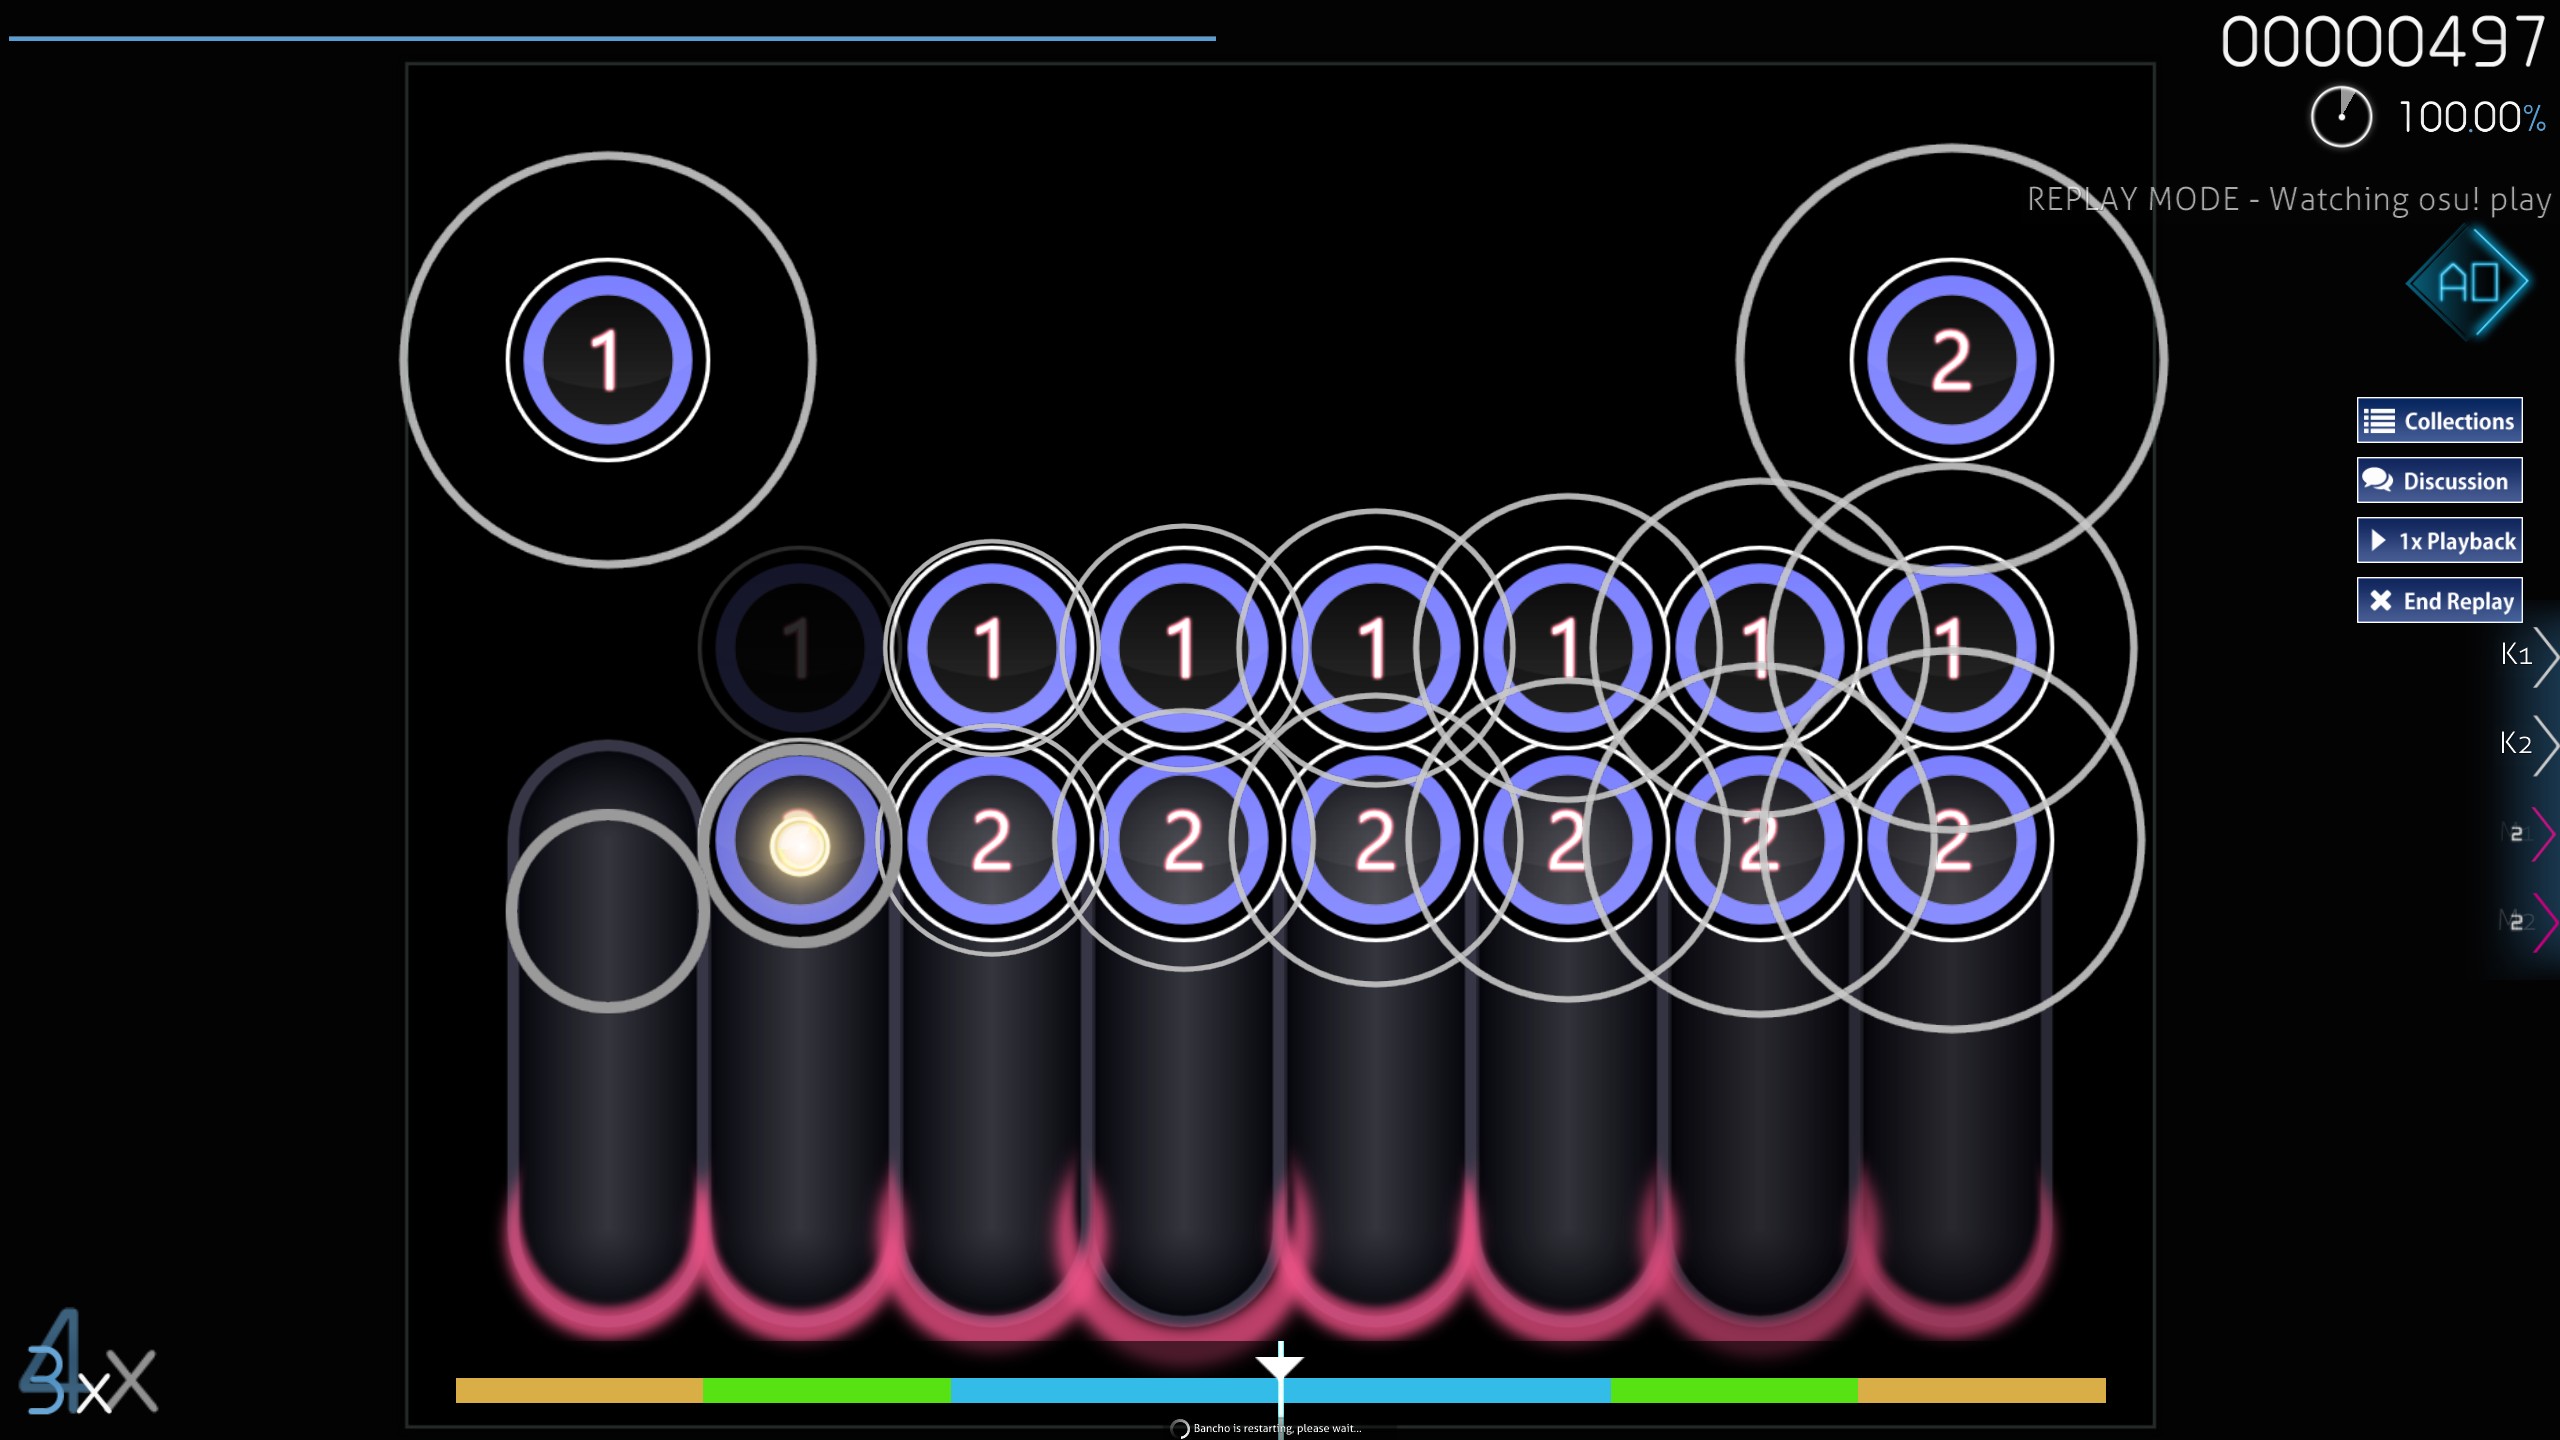 00000497
100.00%
REPLAY MODE - Watching osu! play
1
2
Collections
Discussion
1x Playback
End Replay
1 1 1 1 1 1 1
K1
K2
2 2 2 2 2 2
2
2
Bancho is restarting, please wait...